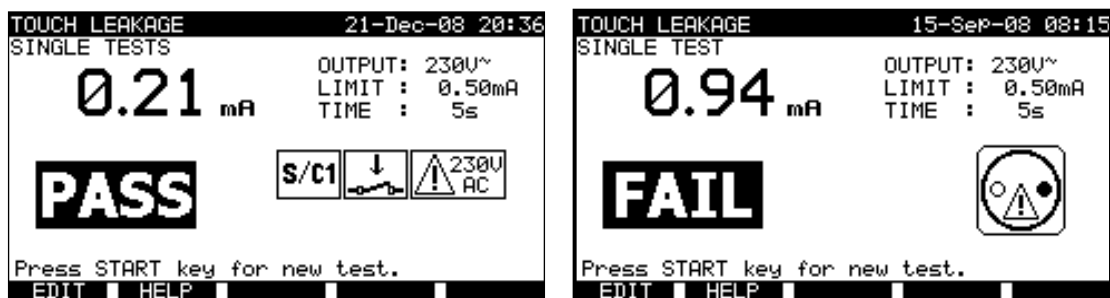 TOUCH LEAKAGE 21-Dec-08 20:36
SINGLE TESTS
0.21 mA
OUTPUT: 230V~
LIMIT : 0.50mA
TIME : 5s
S/C1
230V
AC
PASS
Press START key for new test.
EDIT HELP
TOUCH LEAKAGE 15-Sep-08 08:15
SINGLE TEST
0.94 mA
OUTPUT: 230V~
LIMIT : 0.50mA
TIME : 5s
FAIL
Press START key for new test.
EDIT HELP